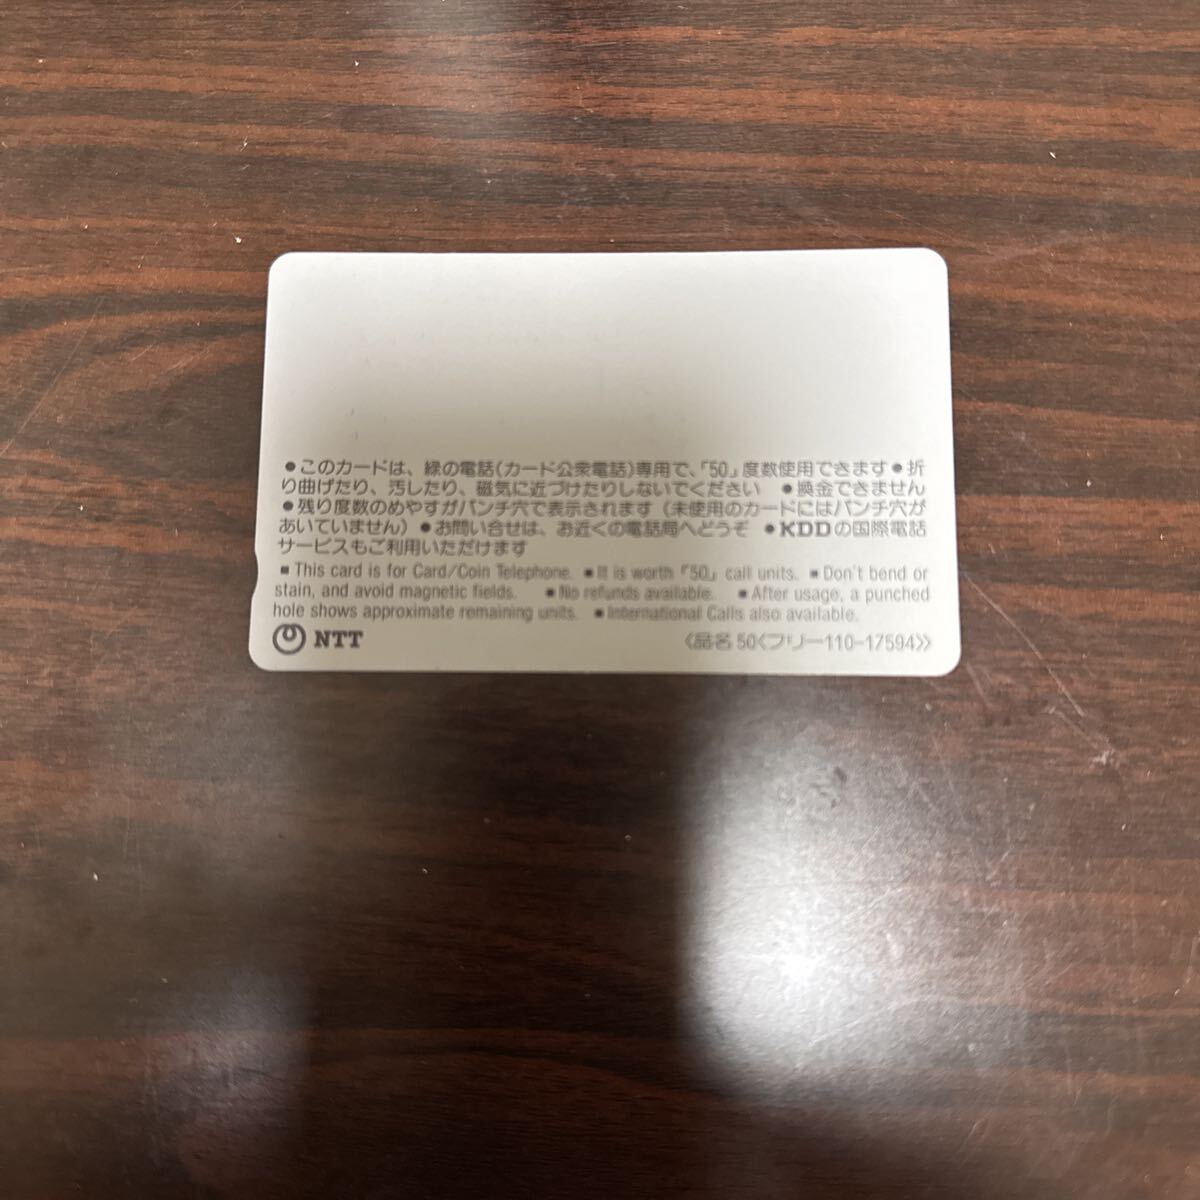 ●このカードは、緑の電話(カード公衆電話)専用で、「50」度数使用できます ●折
り曲げたり、汚したり、磁気に近づけたりしないでください ●換金できません
●残り度数のめやすがパンチ穴で表示されます(未使用のカードにはパンチ穴が
あいていません) ●お問い合せは、お近くの電話局へどうぞ ●KDDの国際電話
サービスもご利用いただけます
■ This card is for Card/Coin Telephone. ■ It is worth「50」call units. ■ Don't bend or
stain, and avoid magnetic fields. ■ No refunds available. ■ After usage, a punched
hole shows approximate remaining units. ■ International Calls also available.
NTT 《品名 50〈フリー110-17594》